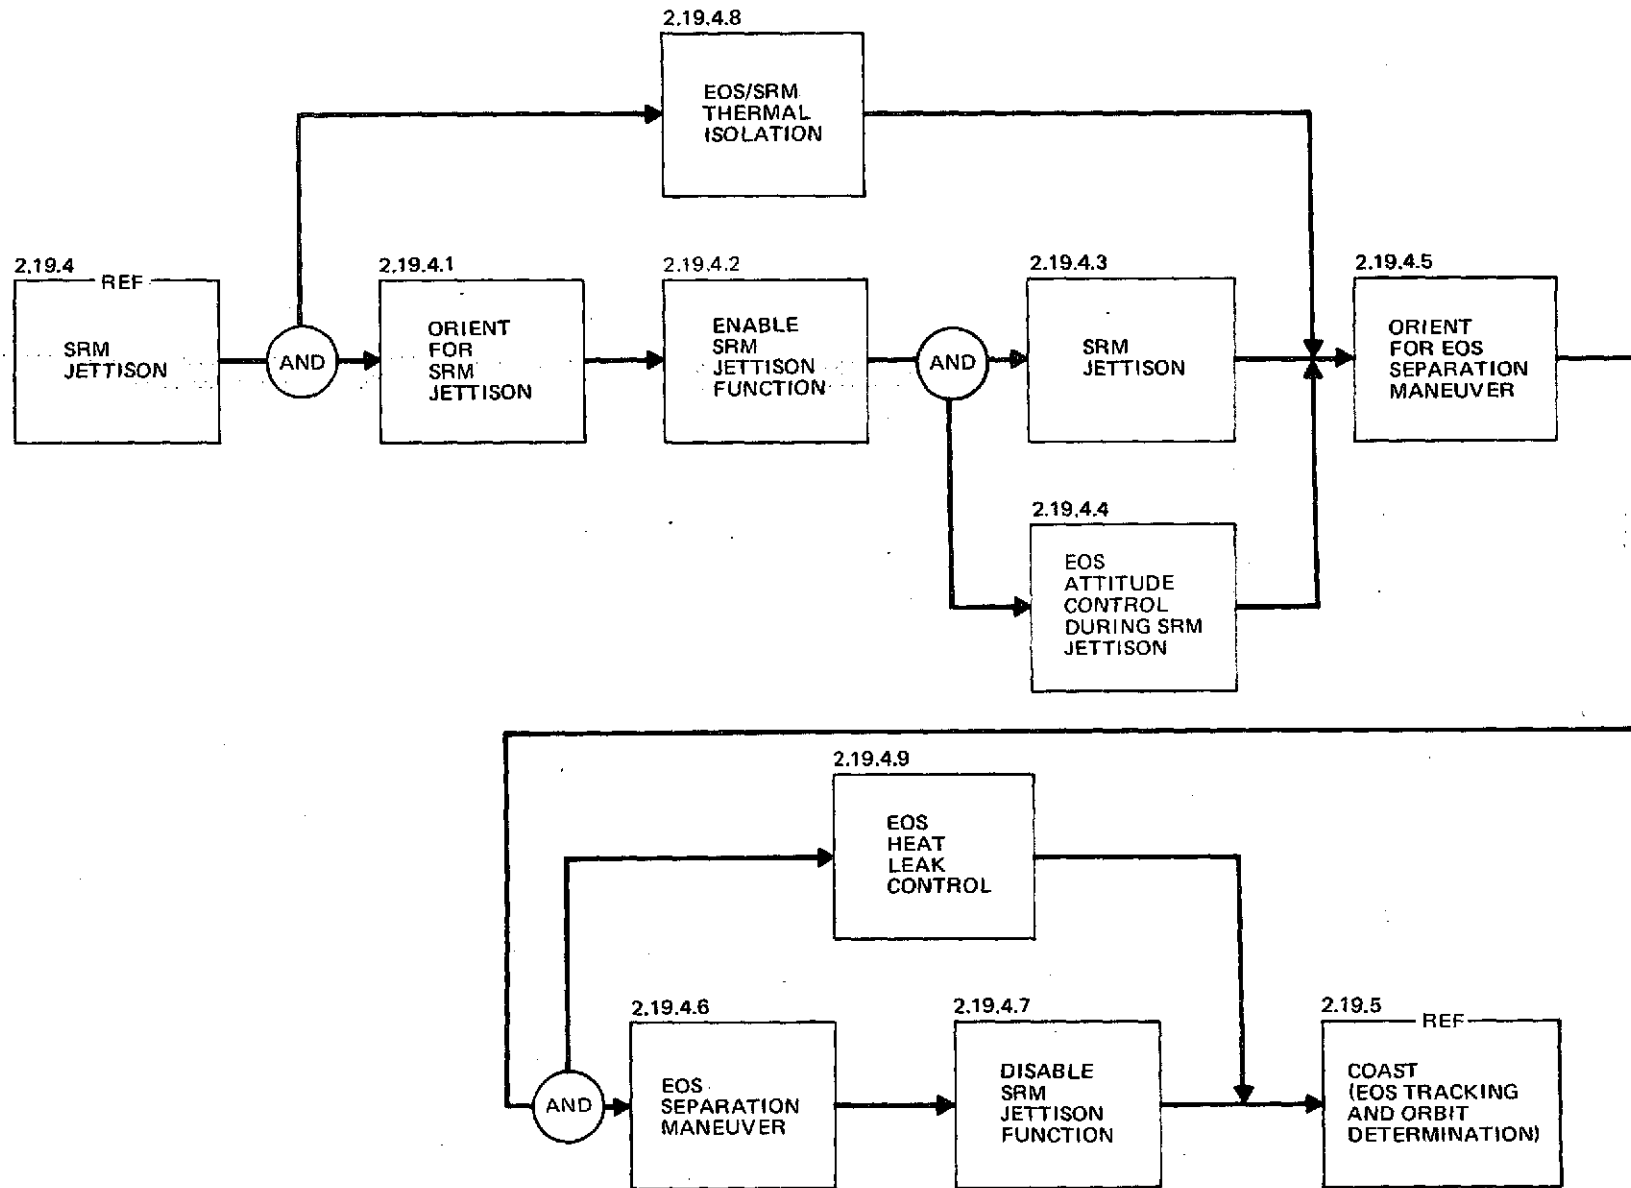 2.19.4.8
EOS/SRM
THERMAL
ISOLATION
2.19.4
REF
SRM
JETTISON
AND
2.19.4.1
ORIENT
FOR
SRM
JETTISON
2.19.4.2
ENABLE
SRM
JETTISON
FUNCTION
AND
2.19.4.3
SRM
JETTISON
2.19.4.5
ORIENT
FOR EOS
SEPARATION
MANEUVER
2.19.4.4
EOS
ATTITUDE
CONTROL
DURING SRM
JETTISON
2.19.4.9
EOS
HEAT
LEAK
CONTROL
AND
2.19.4.6
EOS
SEPARATION
MANEUVER
2.19.4.7
DISABLE
SRM
JETTISON
FUNCTION
2.19.5
REF
COAST
(EOS TRACKING
AND ORBIT
DETERMINATION)